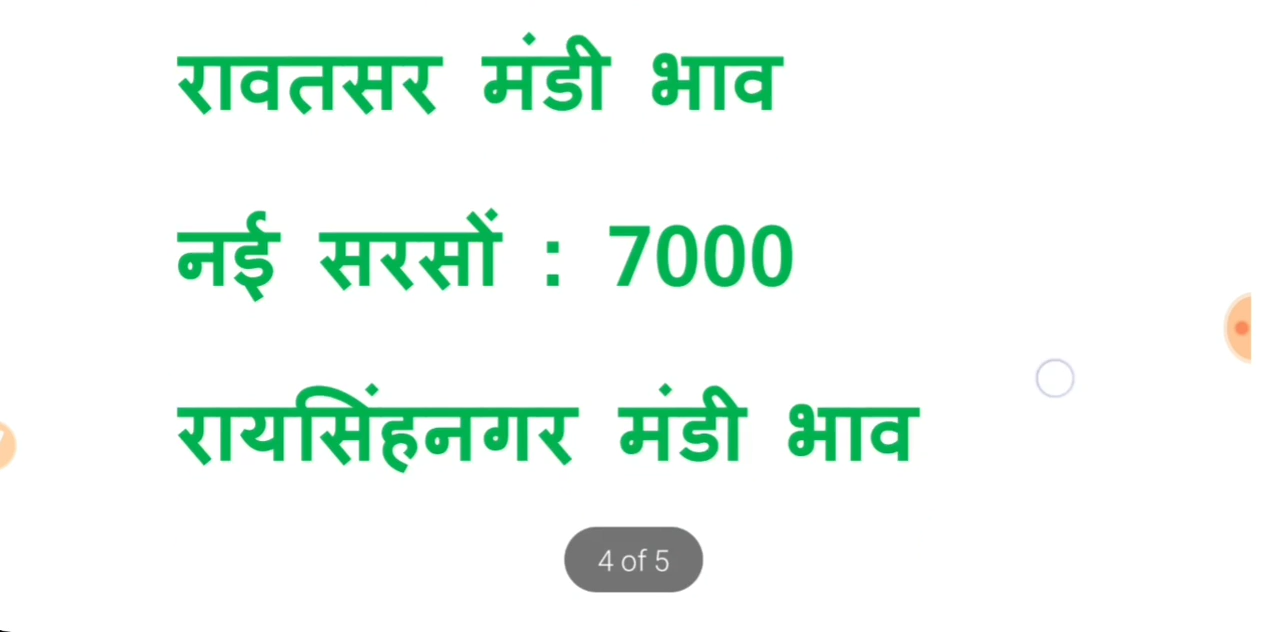 रावतसर मंडी भाव
नई सरसों : 7000
रायसिंहनगर मंडी भाव
4 of 5